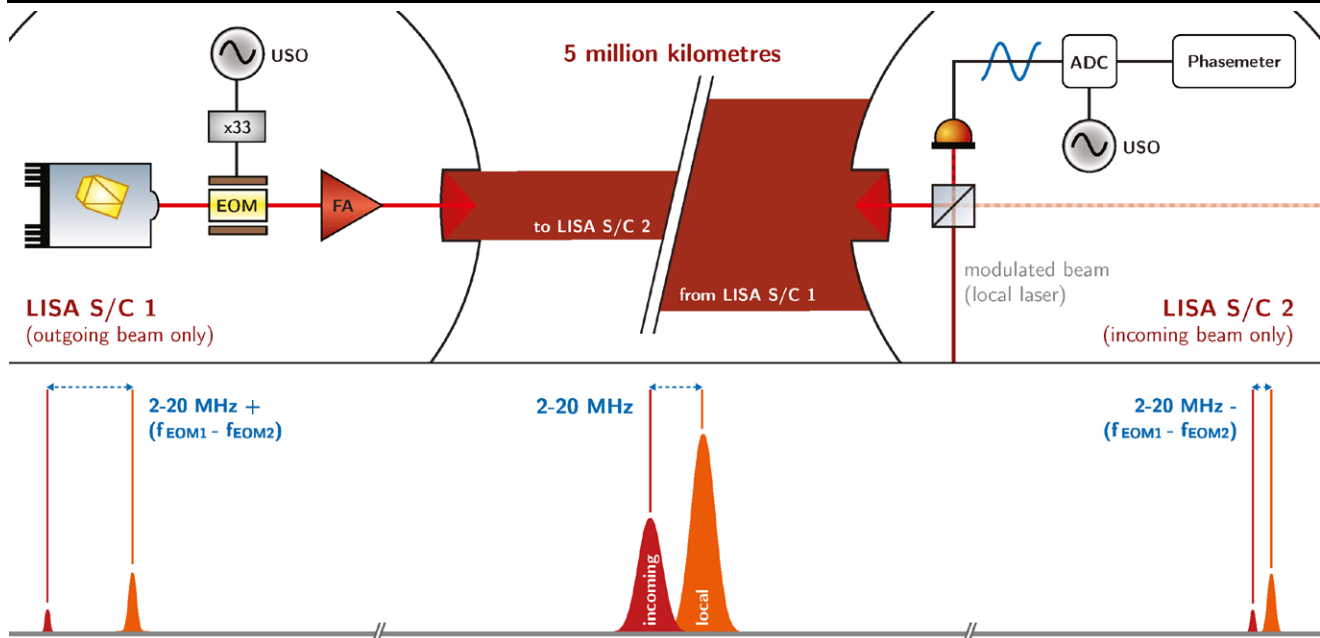 USO
x33
EOM
FA
LISA S/C 1
(outgoing beam only)
5 million kilometres
to LISA S/C 2
from LISA S/C 1
ADC
Phasemeter
USO
modulated beam
(local laser)
LISA S/C 2
(incoming beam only)
2-20 MHz +
(fEOM1 - fEOM2)
2-20 MHz
incoming
local
2-20 MHz -
(fEOM1 - fEOM2)